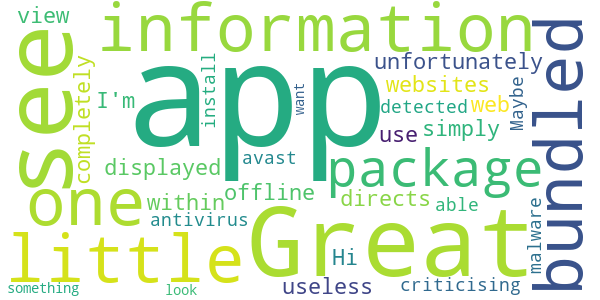 view
information
see
bundled
completely
app
unfortunately
I'm
install
want
websites
Maybe
detected
web
use
simply
avast
displayed
package
one
within
offline
directs
able
antivirus
Great
little
Hi
malware
useless
criticising
something
look